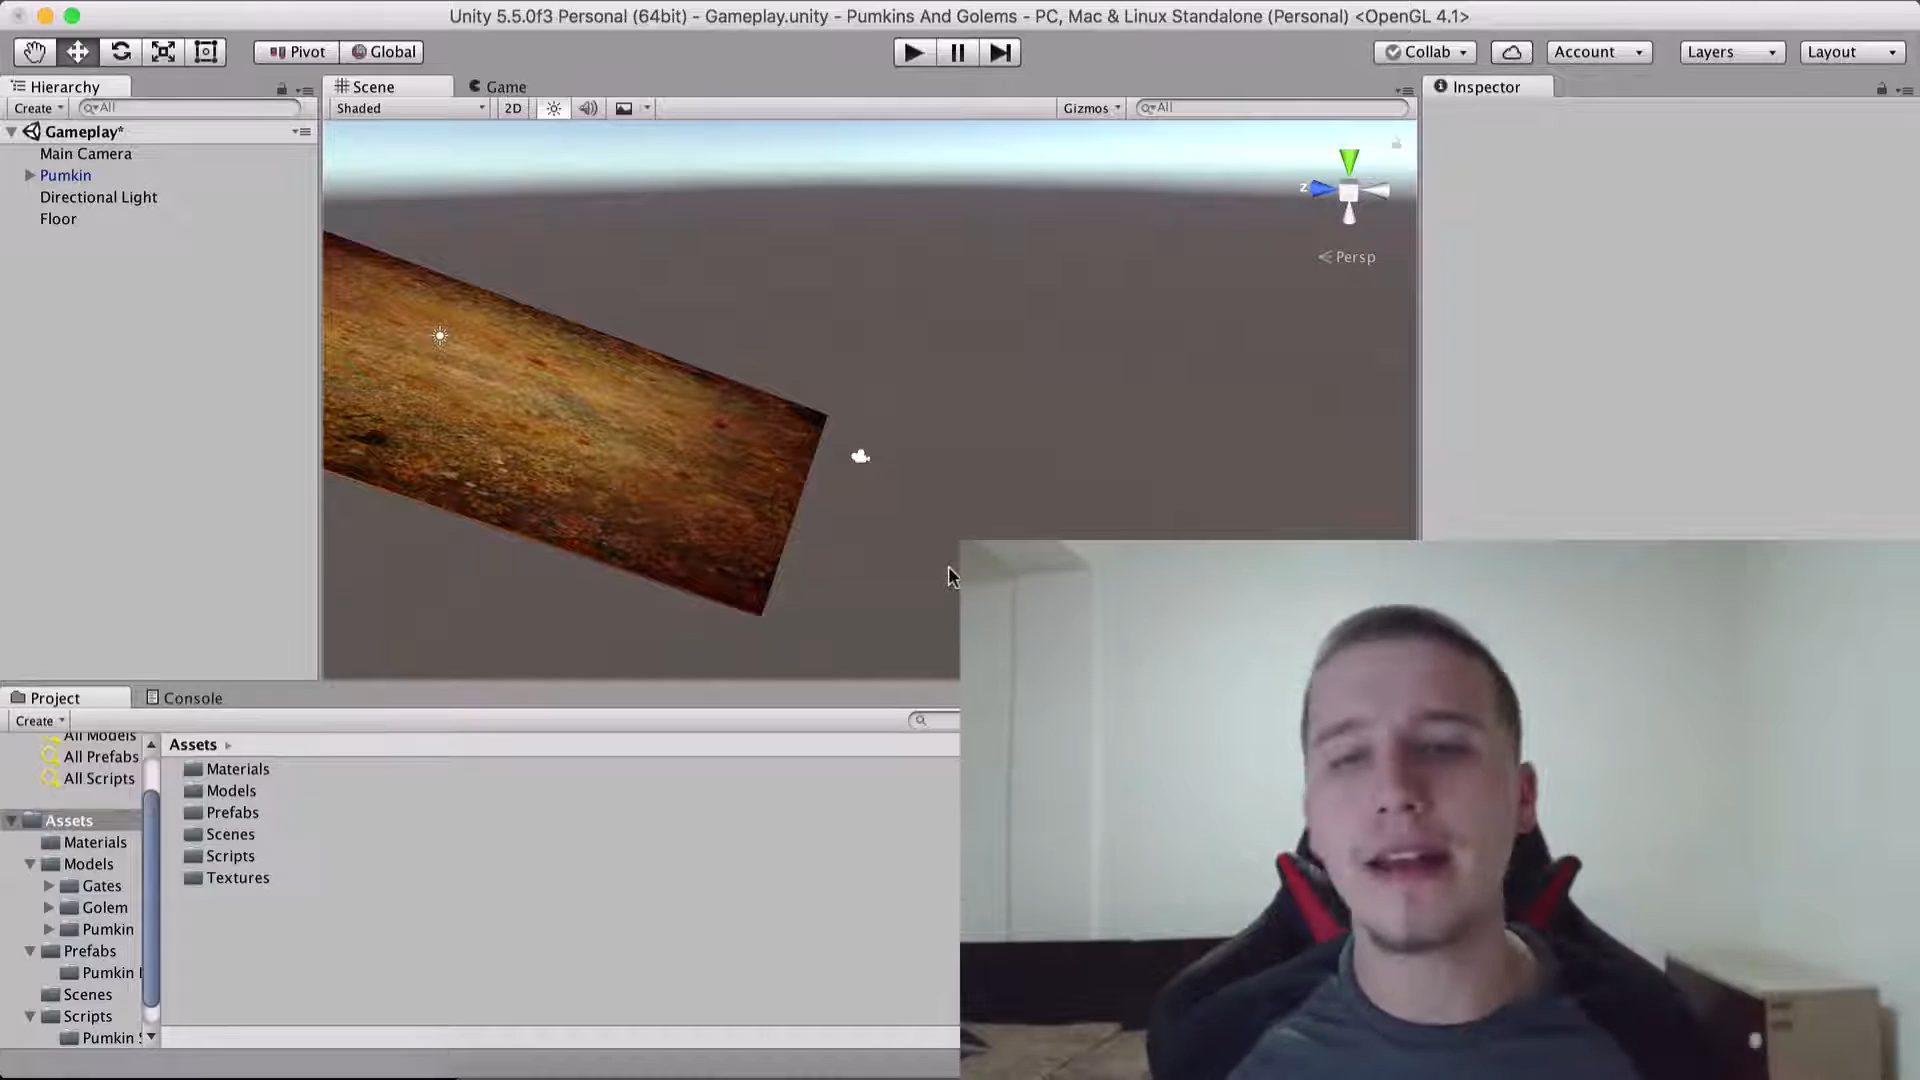 Unity 5.5.0f3 Personal (64bit) - Gameplay.unity - Pumkins And Golems - PC, Mac & Linux Standalone (Personal) <OpenGL 4.1>
Pivot Global Collab Account Layers Layout
Hierarchy Scene Game Inspector
Create All Shaded 2D Gizmos All
Gameplay*
Main Camera
Pumkin
Directional Light
Floor
z
Persp
Project Console
Create
All Models
All Prefabs
All Scripts
Assets
Materials
Models
Gates
Golem
Pumkin
Prefabs
Pumkin
Scenes
Scripts
Pumkin
Assets
Materials
Models
Prefabs
Scenes
Scripts
Textures